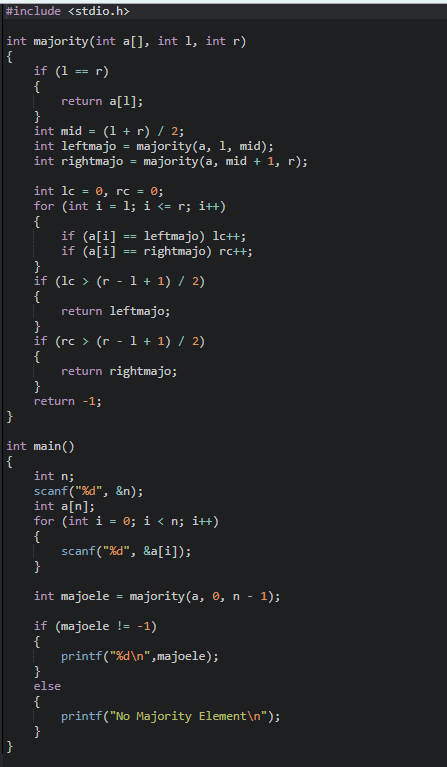 #include <stdio.h>

int majority(int a[], int l, int r)
{
    if (l == r)
    {
        return a[l];
    }
    int mid = (l + r) / 2;
    int leftmajo = majority(a, l, mid);
    int rightmajo = majority(a, mid + 1, r);

    int lc = 0, rc = 0;
    for (int i = l; i <= r; i++)
    {
        if (a[i] == leftmajo) lc++;
        if (a[i] == rightmajo) rc++;
    }
    if (lc > (r - l + 1) / 2)
    {
        return leftmajo;
    }
    if (rc > (r - l + 1) / 2)
    {
        return rightmajo;
    }
    return -1;
}

int main()
{
    int n;
    scanf("%d", &n);
    int a[n];
    for (int i = 0; i < n; i++)
    {
        scanf("%d", &a[i]);
    }

    int majoele = majority(a, 0, n - 1);

    if (majoele != -1)
    {
        printf("%d\n",majoele);
    }
    else
    {
        printf("No Majority Element\n");
    }
}